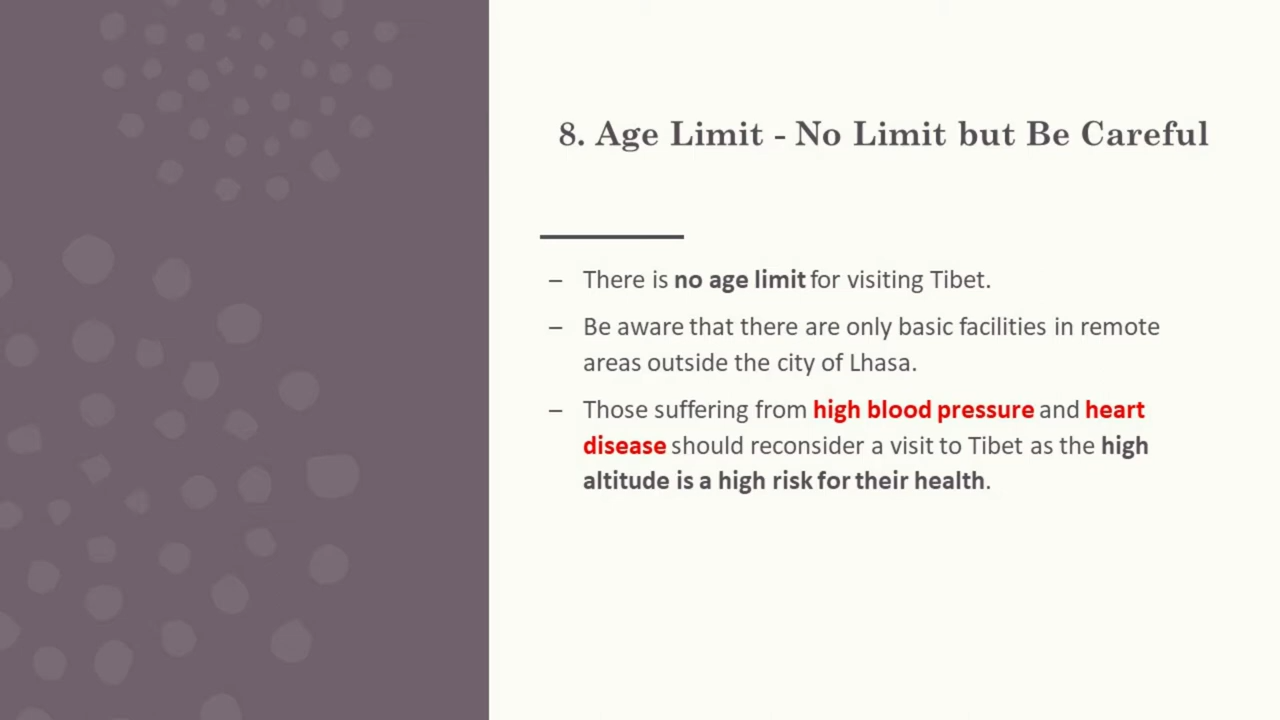 8. Age Limit - No Limit but Be Careful
– There is no age limit for visiting Tibet.
– Be aware that there are only basic facilities in remote
areas outside the city of Lhasa.
– Those suffering from high blood pressure and heart
disease should reconsider a visit to Tibet as the high
altitude is a high risk for their health.